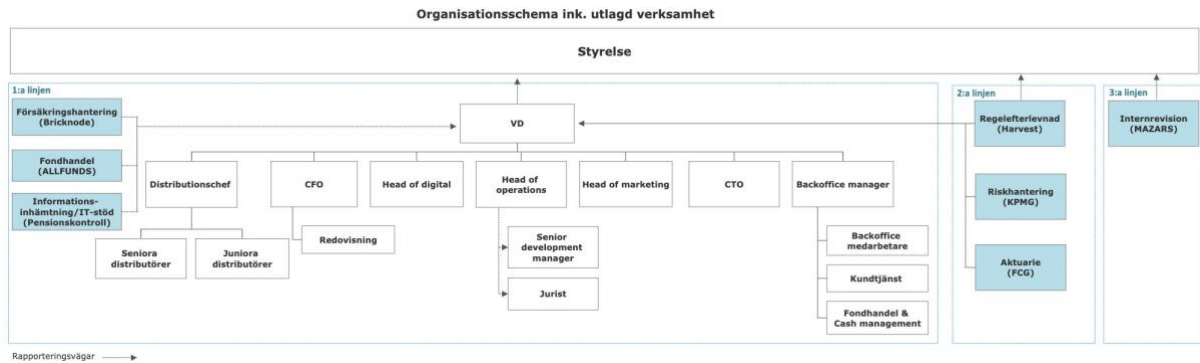 Organisationsschema ink. utlagd verksamhet
Styrelse
1:a linjen
Försäkringshantering
(Bricknode)
Fondhandel
(ALLFUNDS)
Informations-
inhämtning/IT-stöd
(Pensionskontroll)
VD
Distributionschef
CFO
Head of digital
Head of
operations
Head of marketing
CTO
Backoffice manager
Seniora
distributörer
Juniora
distributörer
Redovisning
Senior
development
manager
Jurist
Backoffice
medarbetare
Kundtjänst
Fondhandel &
Cash management
2:a linjen
Regelefterlevnad
(Harvest)
Riskhantering
(KPMG)
Aktuarie
(FCG)
3:a linjen
Internrevision
(MAZARS)
Rapporteringsvägar